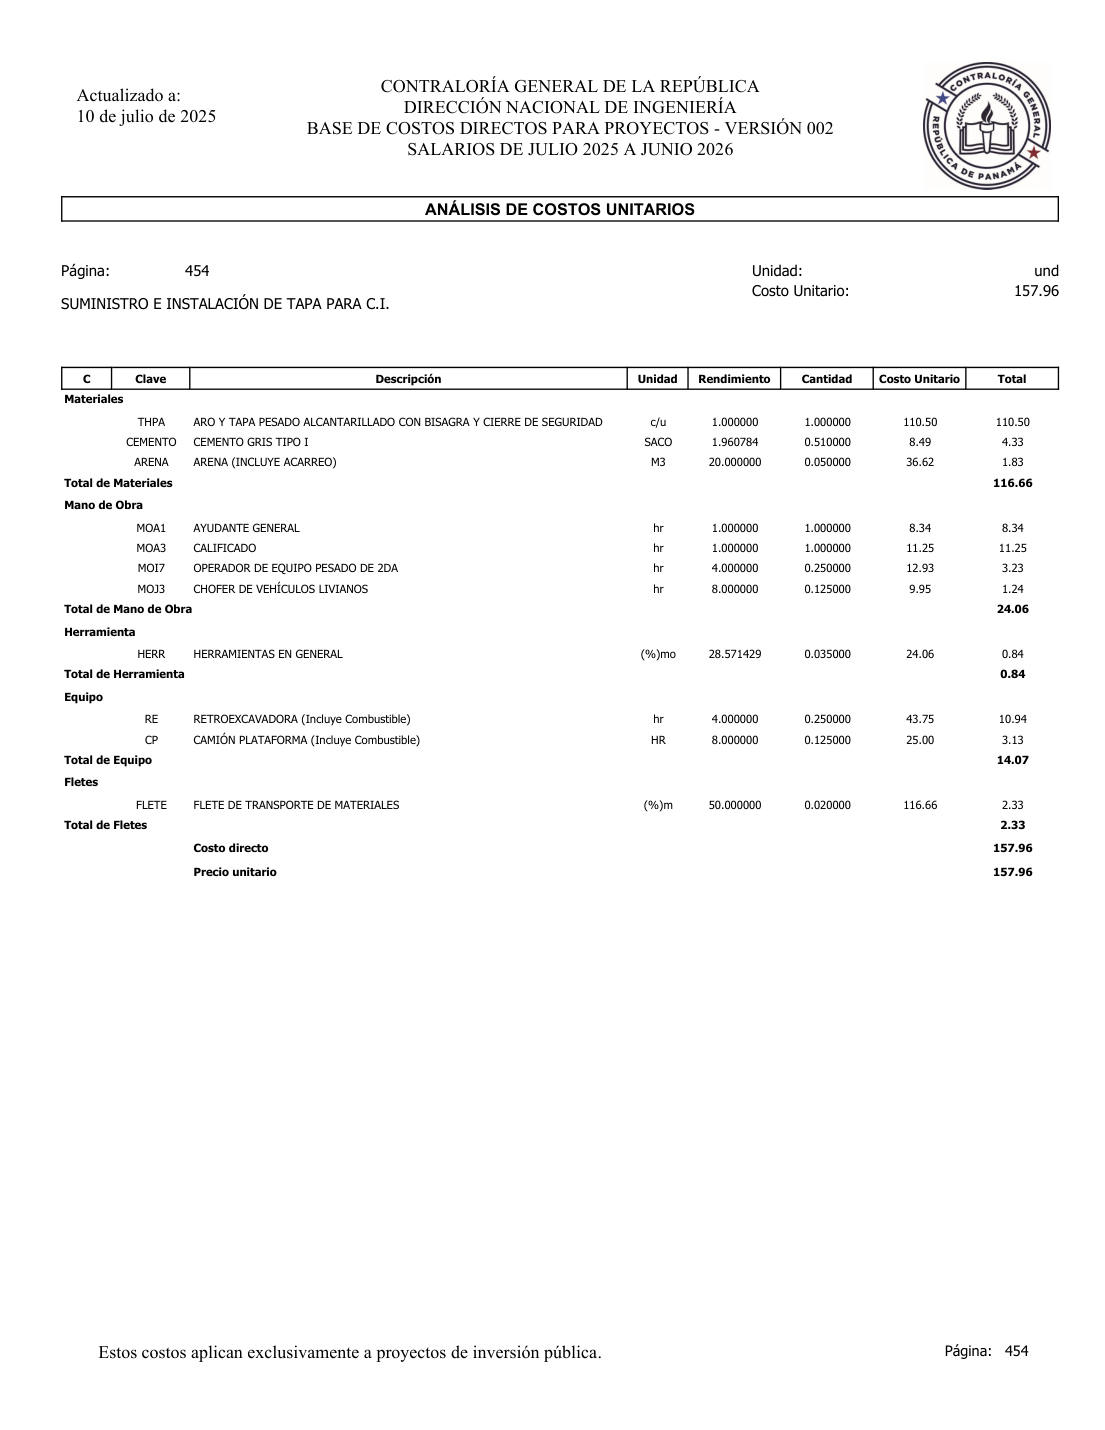 Actualizado a:
10 de julio de 2025
CONTRALORÍA GENERAL DE LA REPÚBLICA
DIRECCIÓN NACIONAL DE INGENIERÍA
BASE DE COSTOS DIRECTOS PARA PROYECTOS - VERSIÓN 002
SALARIOS DE JULIO 2025 A JUNIO 2026
CONTRALORÍA GENERAL
REPÚBLICA DE PANAMÁ
ANÁLISIS DE COSTOS UNITARIOS
Página: 454 Unidad: und
Costo Unitario: 157.96
SUMINISTRO E INSTALACIÓN DE TAPA PARA C.I.
C Clave Descripción Unidad Rendimiento Cantidad Costo Unitario Total
Materiales
THPA ARO Y TAPA PESADO ALCANTARILLADO CON BISAGRA Y CIERRE DE SEGURIDAD c/u 1.000000 1.000000 110.50 110.50
CEMENTO CEMENTO GRIS TIPO I SACO 1.960784 0.510000 8.49 4.33
ARENA ARENA (INCLUYE ACARREO) M3 20.000000 0.050000 36.62 1.83
Total de Materiales 116.66
Mano de Obra
MOA1 AYUDANTE GENERAL hr 1.000000 1.000000 8.34 8.34
MOA3 CALIFICADO hr 1.000000 1.000000 11.25 11.25
MOI7 OPERADOR DE EQUIPO PESADO DE 2DA hr 4.000000 0.250000 12.93 3.23
MOJ3 CHOFER DE VEHÍCULOS LIVIANOS hr 8.000000 0.125000 9.95 1.24
Total de Mano de Obra 24.06
Herramienta
HERR HERRAMIENTAS EN GENERAL (%)mo 28.571429 0.035000 24.06 0.84
Total de Herramienta 0.84
Equipo
RE RETROEXCAVADORA (Incluye Combustible) hr 4.000000 0.250000 43.75 10.94
CP CAMIÓN PLATAFORMA (Incluye Combustible) HR 8.000000 0.125000 25.00 3.13
Total de Equipo 14.07
Fletes
FLETE FLETE DE TRANSPORTE DE MATERIALES (%)m 50.000000 0.020000 116.66 2.33
Total de Fletes 2.33
Costo directo 157.96
Precio unitario 157.96
Estos costos aplican exclusivamente a proyectos de inversión pública. Página: 454